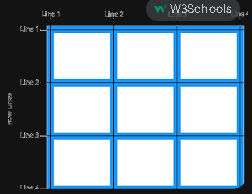 W3Schools
Line 1 Line 2
Line 1
Line 2
Line 3
Line 4